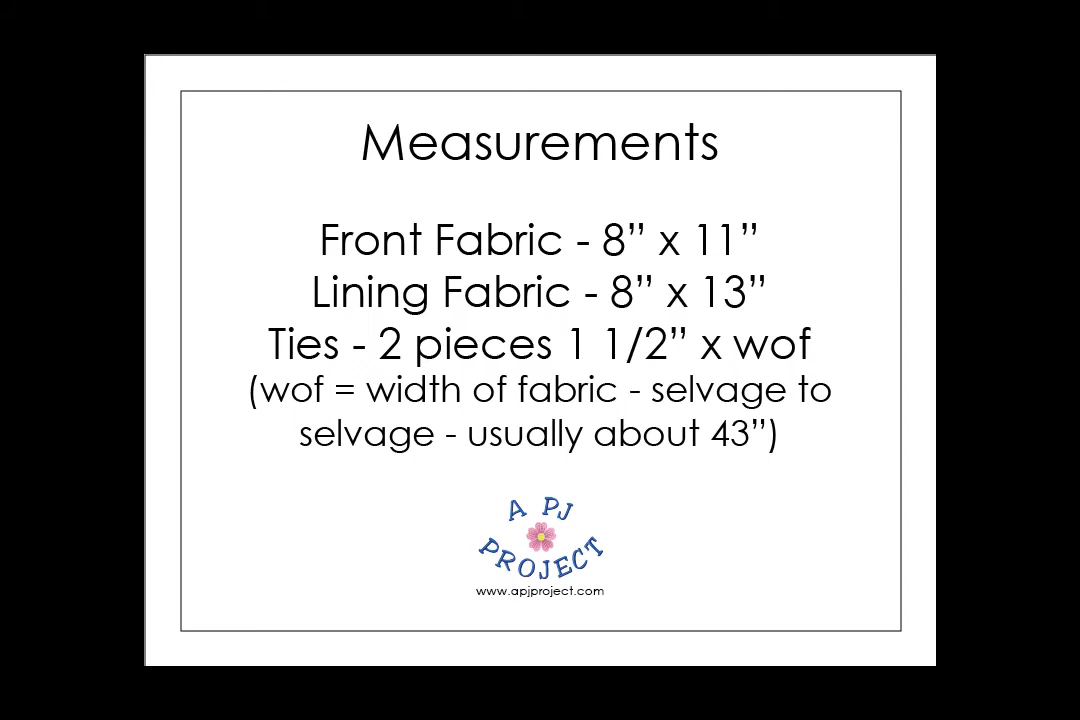 Measurements
Front Fabric - 8” x 11”
Lining Fabric - 8” x 13”
Ties - 2 pieces 1 1/2” x wof
(wof = width of fabric - selvage to
selvage - usually about 43”)
A PJ
PROJECT
www.apjproject.com